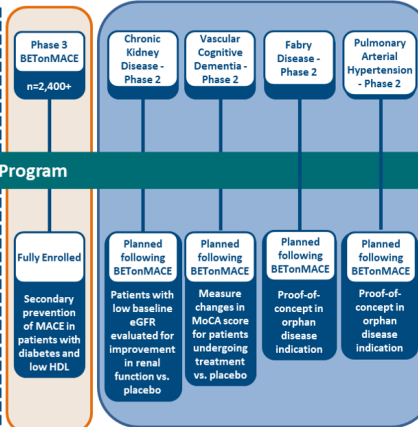 Phase 3
BETonMACE
n=2,400+
Chronic
Kidney
Disease -
Phase 2
Vascular
Cognitive
Dementia -
Phase 2
Fabry
Disease -
Phase 2
Pulmonary
Arterial
Hypertension
- Phase 2
Program
Fully Enrolled
Secondary
prevention
of MACE in
patients with
diabetes and
low HDL
Planned
following
BETonMACE
Patients with
low baseline
eGFR
evaluated for
improvement
in renal
function vs.
placebo
Planned
following
BETonMACE
Measure
changes in
MoCA score
for patients
undergoing
treatment
vs. placebo
Planned
following
BETonMACE
Proof-of-
concept in
orphan
disease
indication
Planned
following
BETonMACE
Proof-of-
concept in
orphan
disease
indication